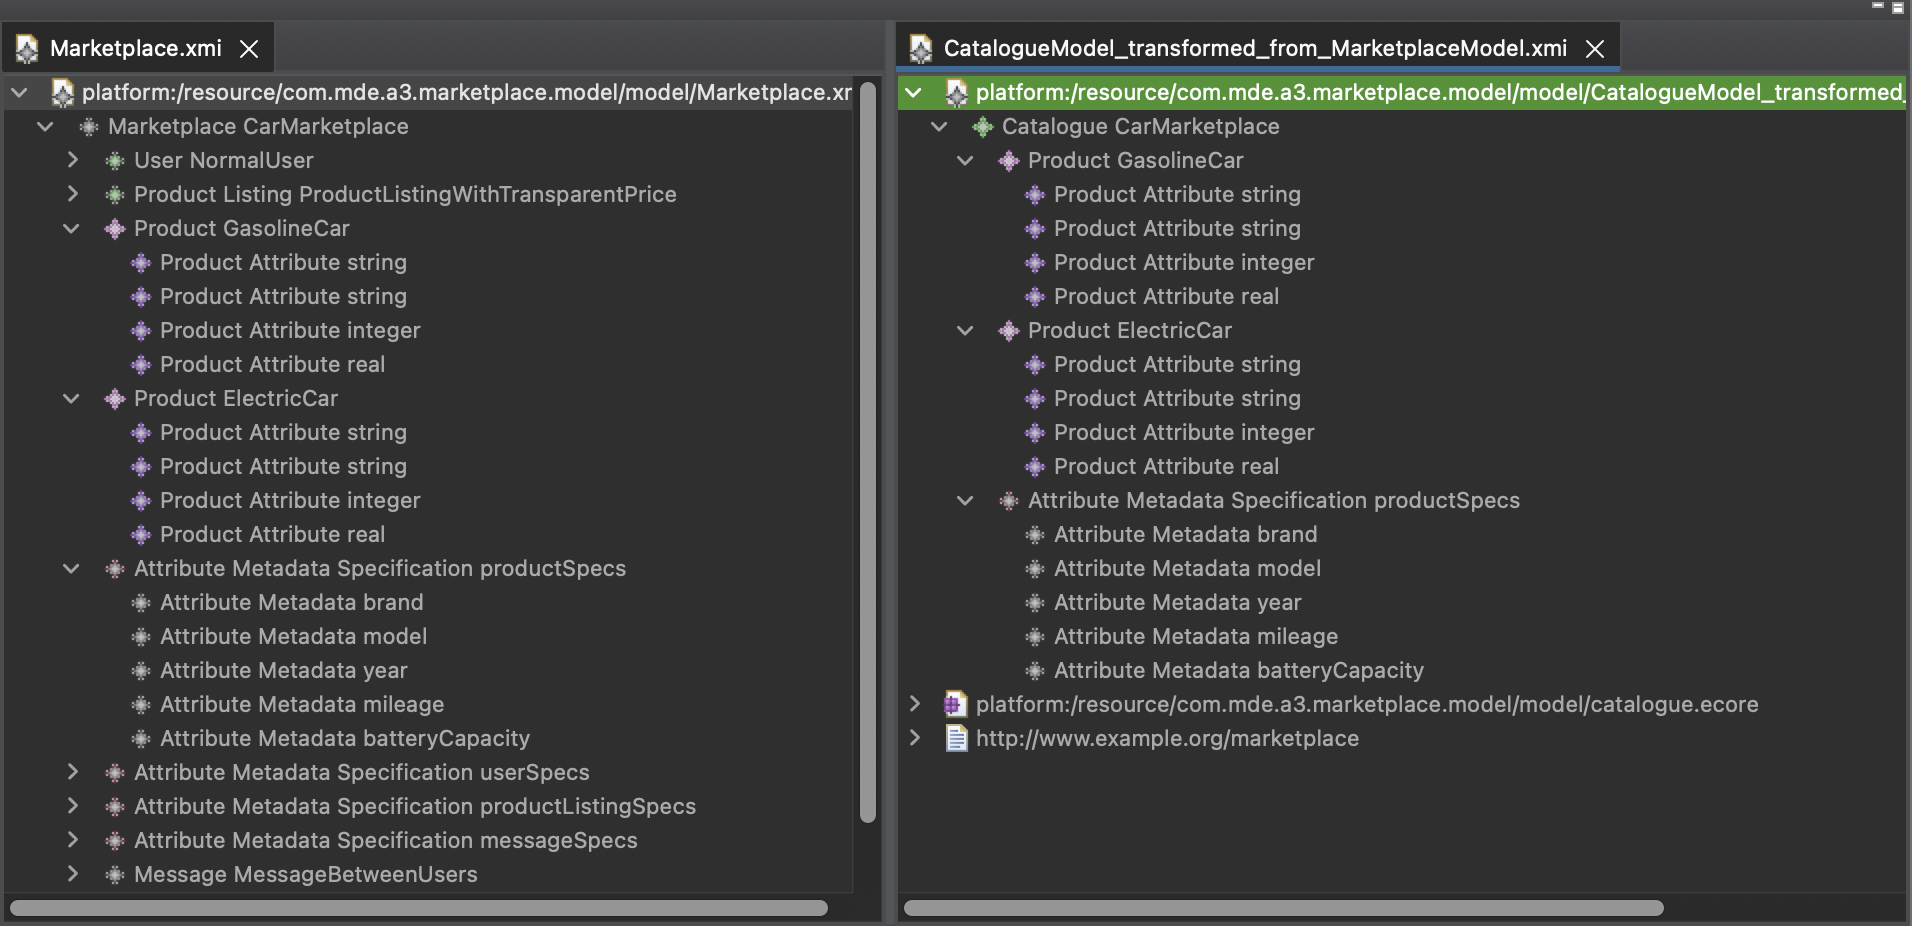 Marketplace.xmi
platform:/resource/com.mde.a3.marketplace.model/model/Marketplace.xm
Marketplace CarMarketplace
User NormalUser
Product Listing ProductListingWithTransparentPrice
Product GasolineCar
Product Attribute string
Product Attribute string
Product Attribute integer
Product Attribute real
Product ElectricCar
Product Attribute string
Product Attribute string
Product Attribute integer
Product Attribute real
Attribute Metadata Specification productSpecs
Attribute Metadata brand
Attribute Metadata model
Attribute Metadata year
Attribute Metadata mileage
Attribute Metadata batteryCapacity
Attribute Metadata Specification userSpecs
Attribute Metadata Specification productListingSpecs
Attribute Metadata Specification messageSpecs
Message MessageBetweenUsers
CatalogueModel_transformed_from_MarketplaceModel.xmi
platform:/resource/com.mde.a3.marketplace.model/model/CatalogueModel_transformed_
Catalogue CarMarketplace
Product GasolineCar
Product Attribute string
Product Attribute string
Product Attribute integer
Product Attribute real
Product ElectricCar
Product Attribute string
Product Attribute string
Product Attribute integer
Product Attribute real
Attribute Metadata Specification productSpecs
Attribute Metadata brand
Attribute Metadata model
Attribute Metadata year
Attribute Metadata mileage
Attribute Metadata batteryCapacity
platform:/resource/com.mde.a3.marketplace.model/model/catalogue.ecore
http://www.example.org/marketplace